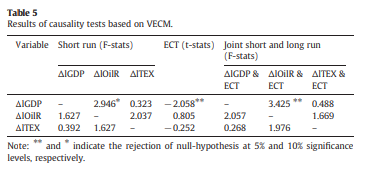 Table 5
Results of causality tests based on VECM.
Variable Short run (F-stats) ECT (t-stats) Joint short and long run
(F-stats)
ΔIGDP ΔIOilR ΔITEX ΔIGDP & ΔIOilR & ΔITEX &
ECT ECT ECT
ΔIGDP – 2.946* 0.323 −2.058** – 3.425 ** 0.488
ΔIOilR 1.627 – 2.037 0.805 2.057 – 1.669
ΔITEX 0.392 1.627 – −0.252 0.268 1.976 –
Note: ** and * indicate the rejection of null-hypothesis at 5% and 10% significance
levels, respectively.